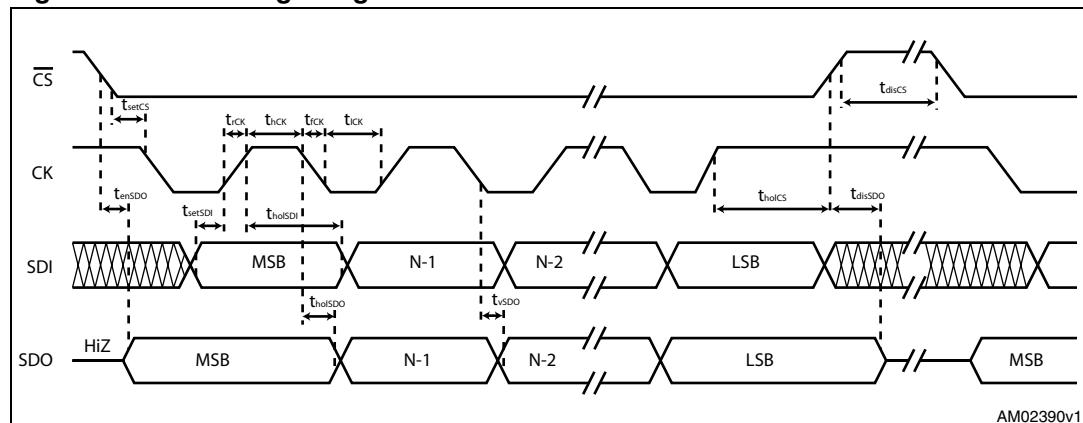 CS
tsetCS
trCK
thCK
tfCK
tlCK
tdisCS
CK
tenSDO
tsetSDI
tholSDI
tholCS
tdisSDO
SDI
MSB
N-1
N-2
LSB
tholSDO
tvSDO
HiZ
SDO
MSB
N-1
N-2
LSB
MSB
AM02390v1